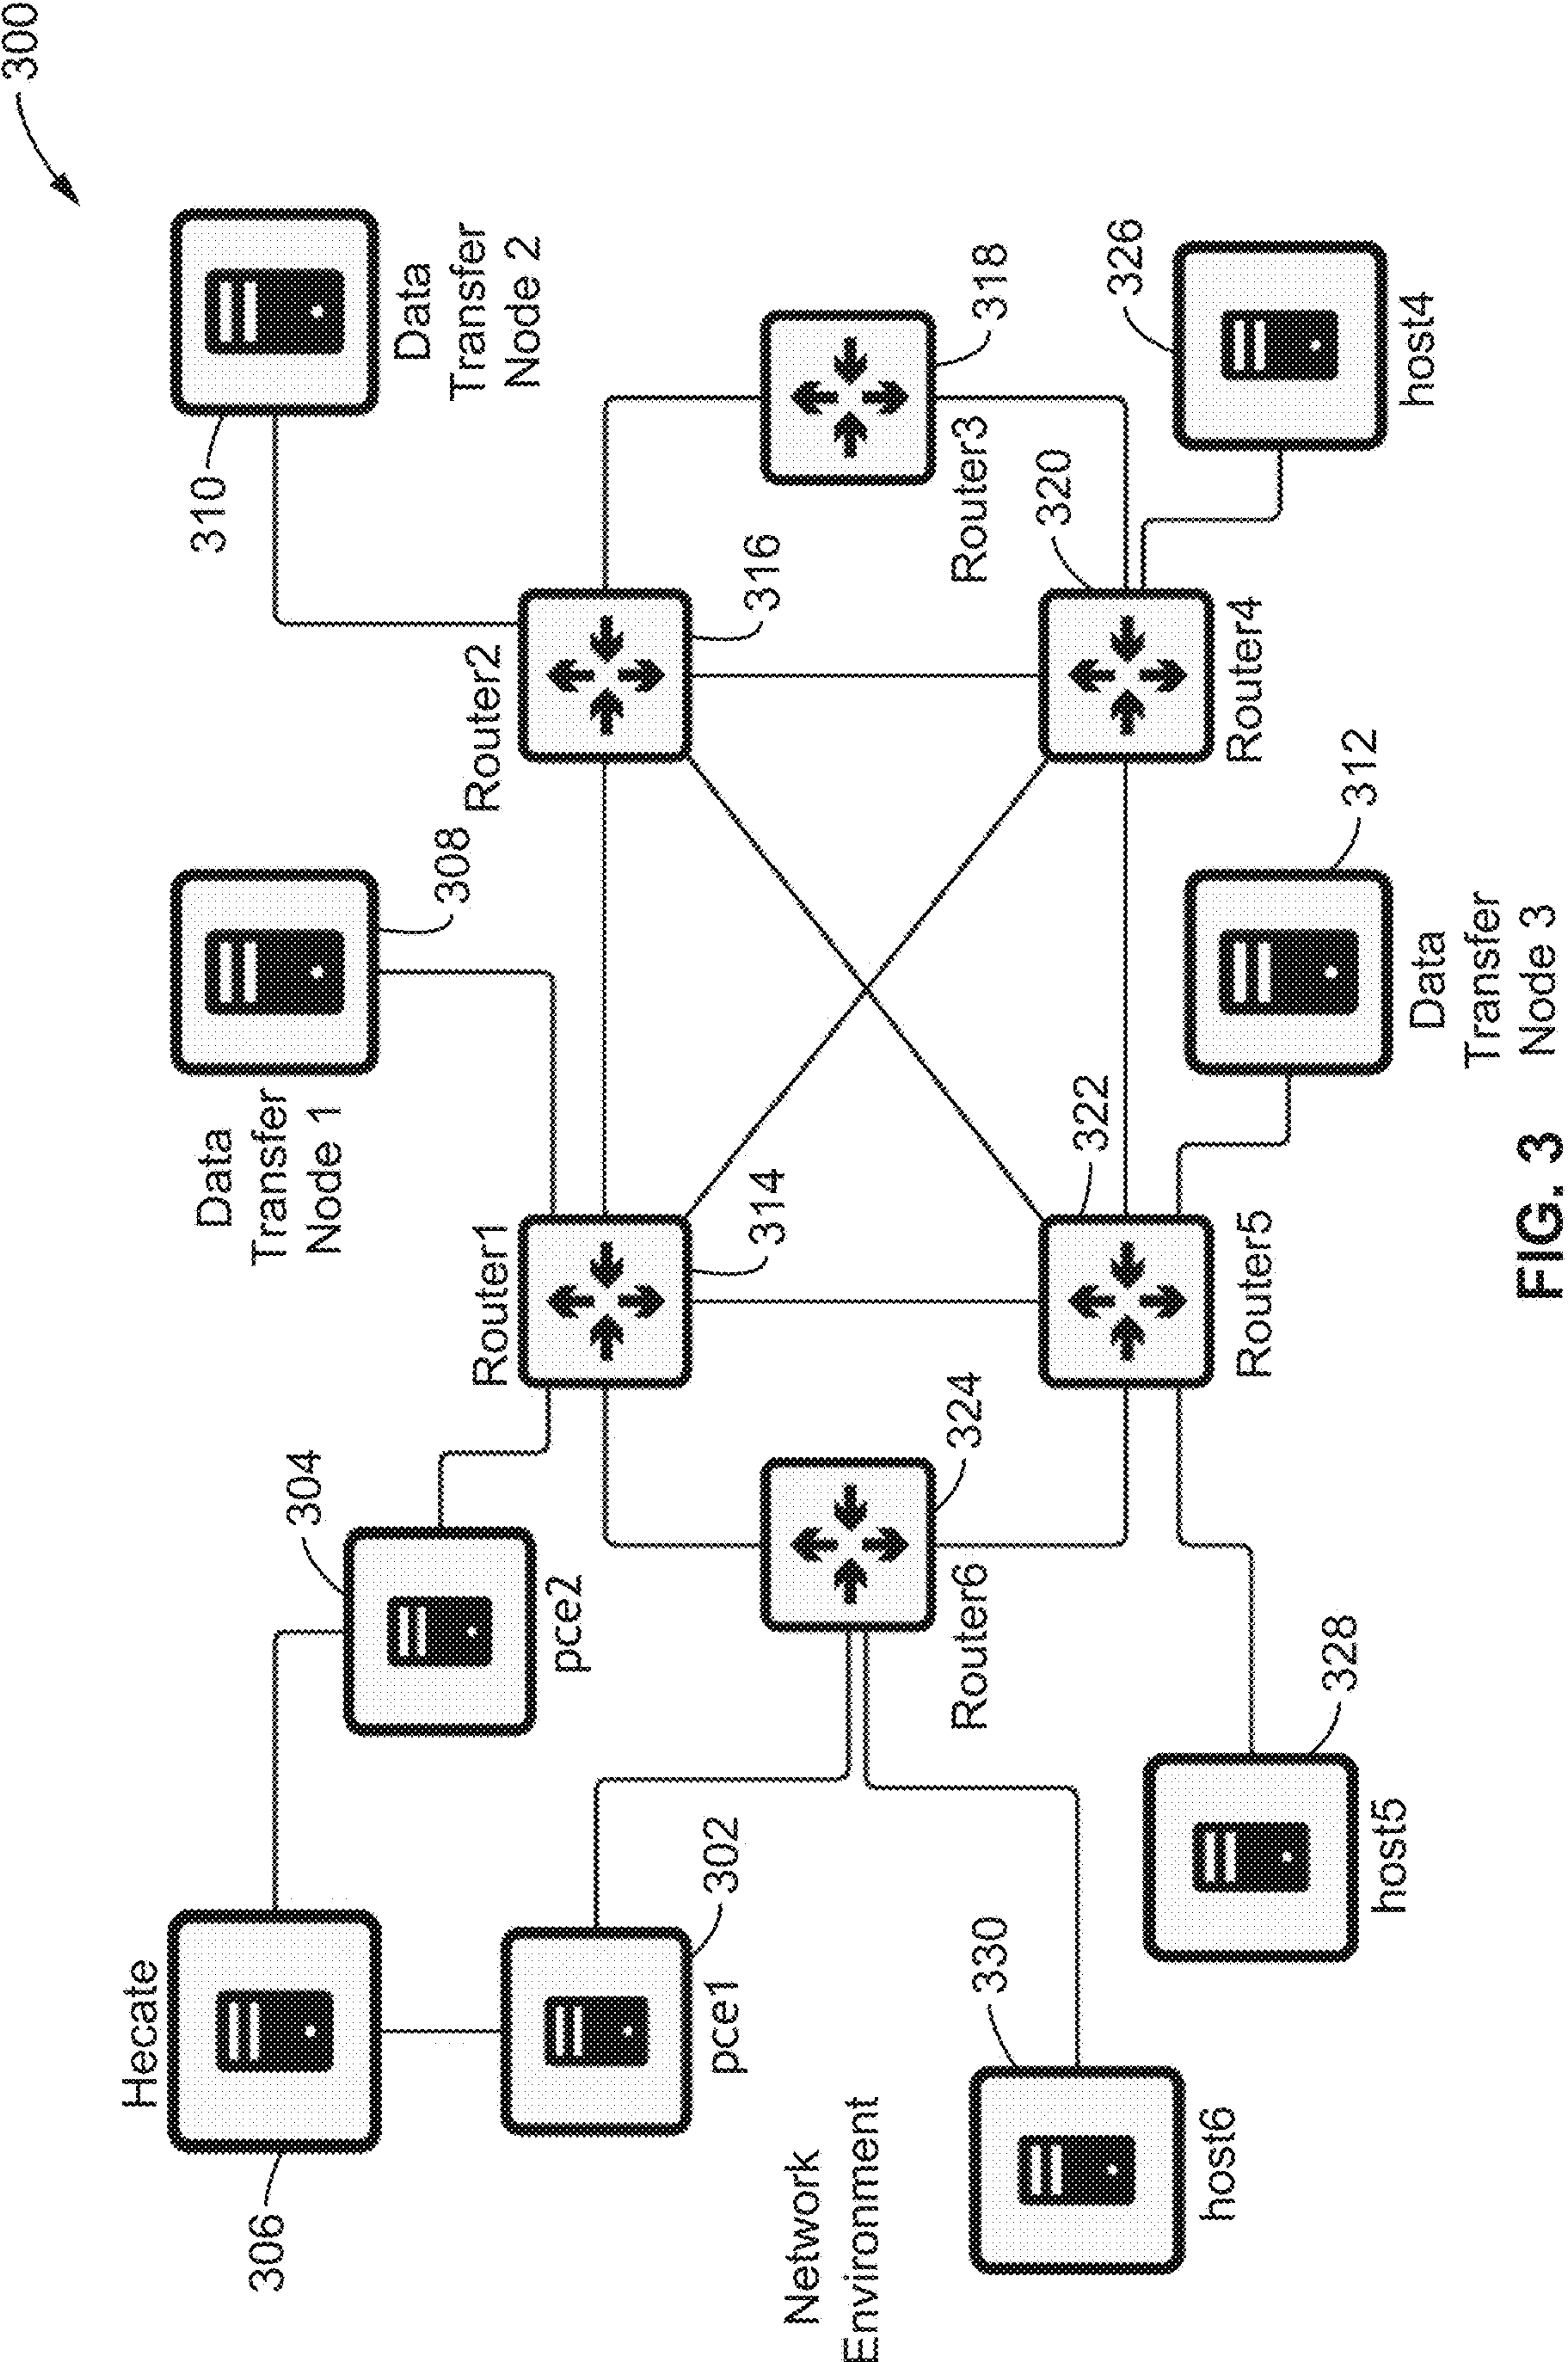 300
Hecate
306
304
pce2
302
pce1
Network
Environment
330
host6
328
host5
Data
Transfer
Node 1
308
310
Data
Transfer
Node 2
Router1
314
Router2
316
318
Router3
320
Router4
326
host4
322
Router5
324
Router6
312
Data
Transfer
Node 3
FIG. 3